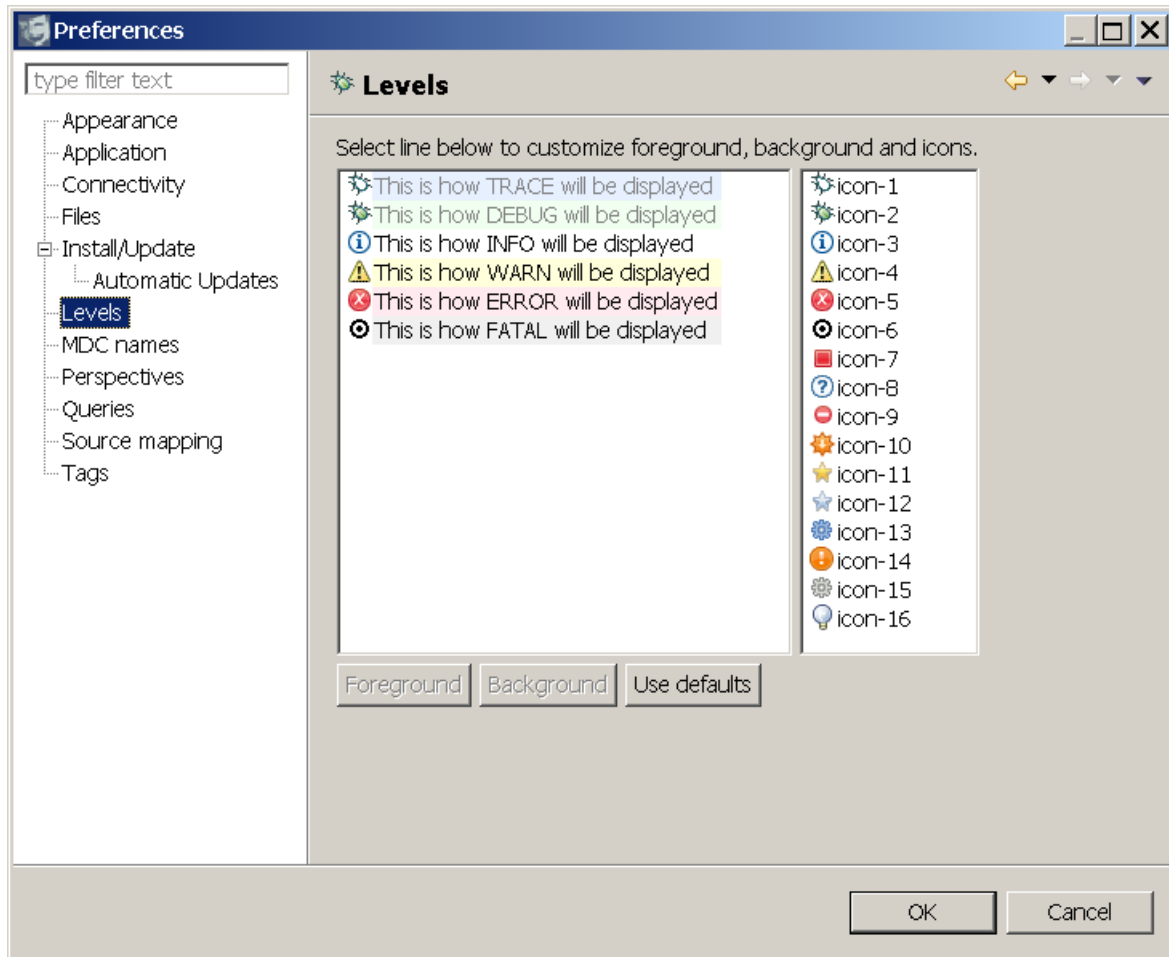 Preferences
type filter text
Appearance
Application
Connectivity
Files
Install/Update
Automatic Updates
Levels
MDC names
Perspectives
Queries
Source mapping
Tags
Levels
Select line below to customize foreground, background and icons.
This is how TRACE will be displayed
This is how DEBUG will be displayed
This is how INFO will be displayed
This is how WARN will be displayed
This is how ERROR will be displayed
This is how FATAL will be displayed
icon-1
icon-2
icon-3
icon-4
icon-5
icon-6
icon-7
icon-8
icon-9
icon-10
icon-11
icon-12
icon-13
icon-14
icon-15
icon-16
Foreground Background Use defaults
OK Cancel